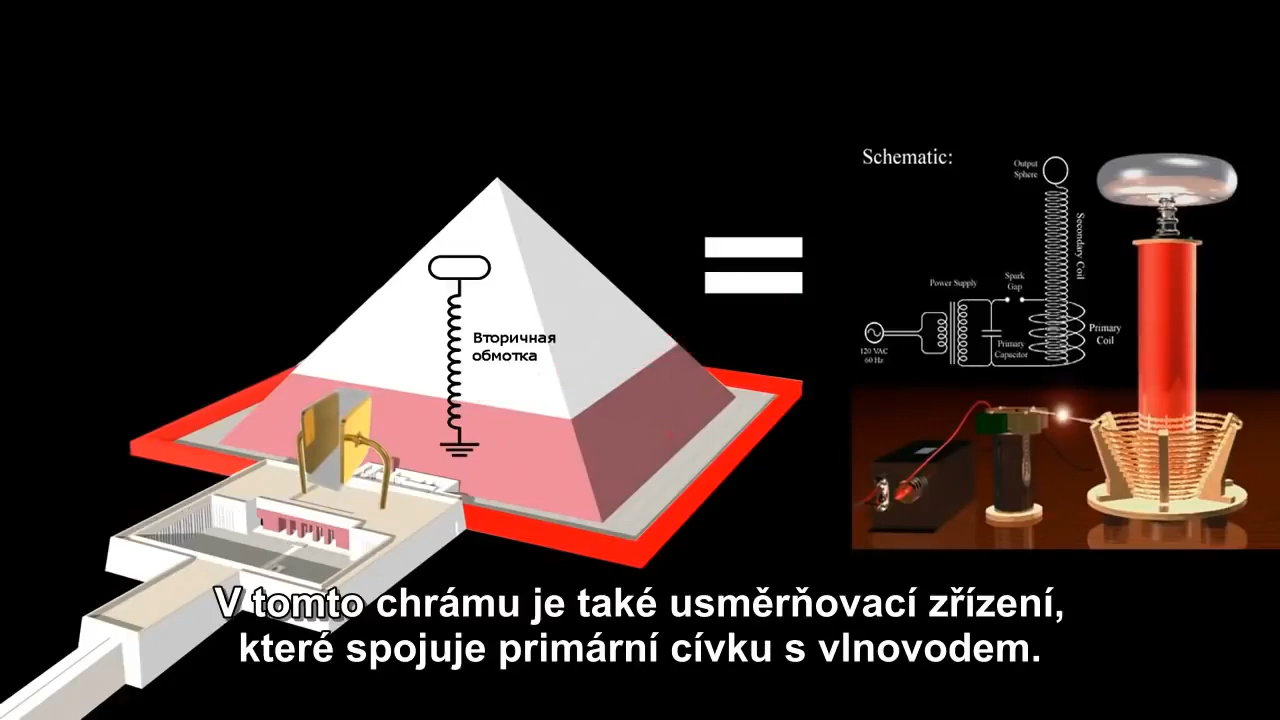 Schematic:
Output
Sphere
Secondary Coil
Power Supply
Spark
Gap
Primary
Coil
Primary
Capacitor
120 VAC
60 Hz
Вторичная
обмотка
V tomto chrámu je také usměrňovací zřízení,
které spojuje primární cívku s vlnovodem.